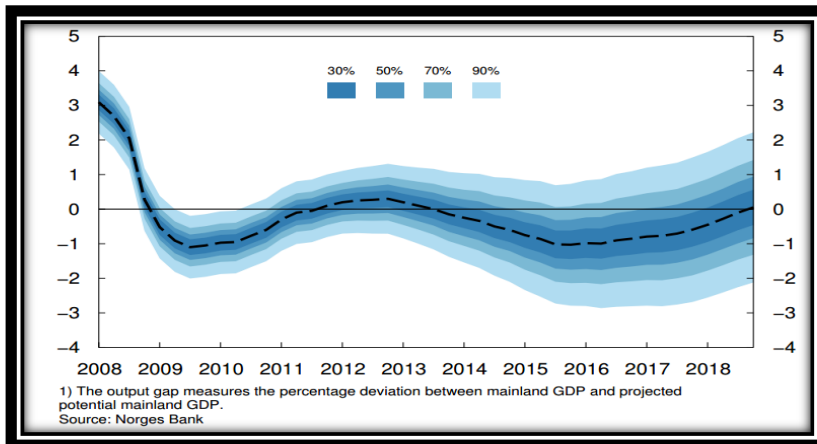 5 5
4 4
30% 50% 70% 90%
3 3
2 2
1 1
0 0
−1 −1
−2 −2
−3 −3
−4 −4
2008 2009 2010 2011 2012 2013 2014 2015 2016 2017 2018
1) The output gap measures the percentage deviation between mainland GDP and projected
potential mainland GDP.
Source: Norges Bank